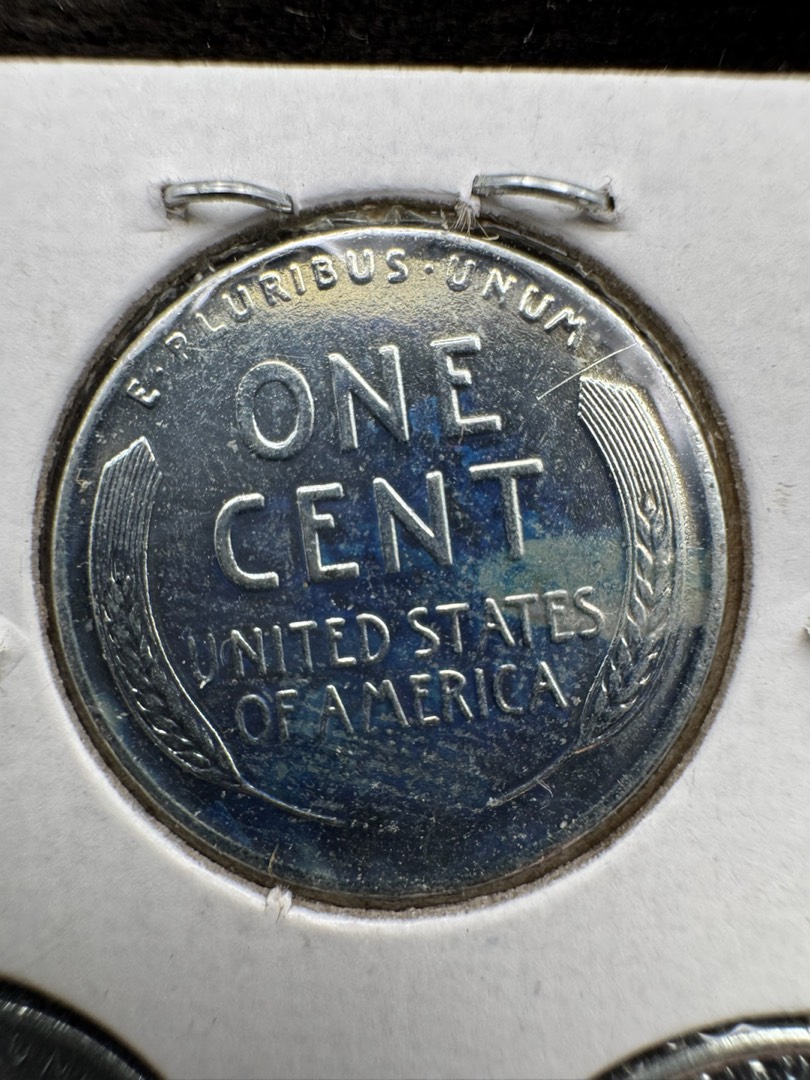 E·PLURIBUS·UNUM
ONE
CENT
UNITED STATES
OF AMERICA